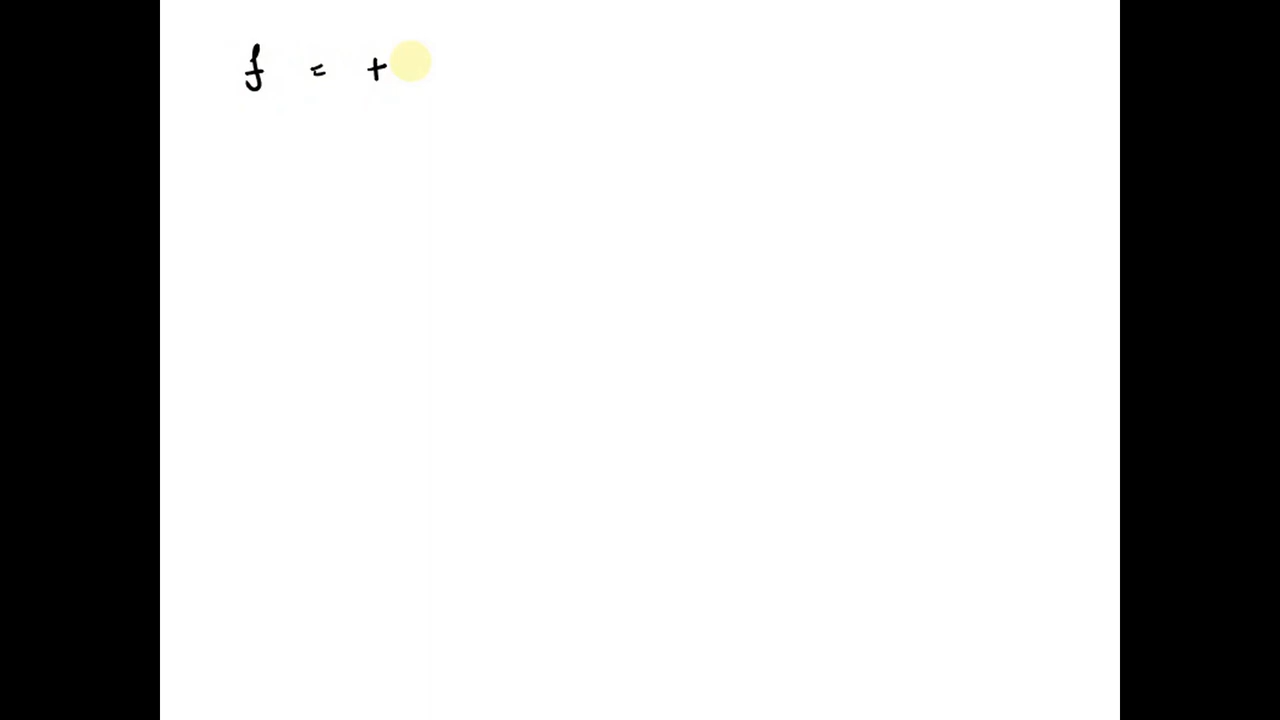 f = +